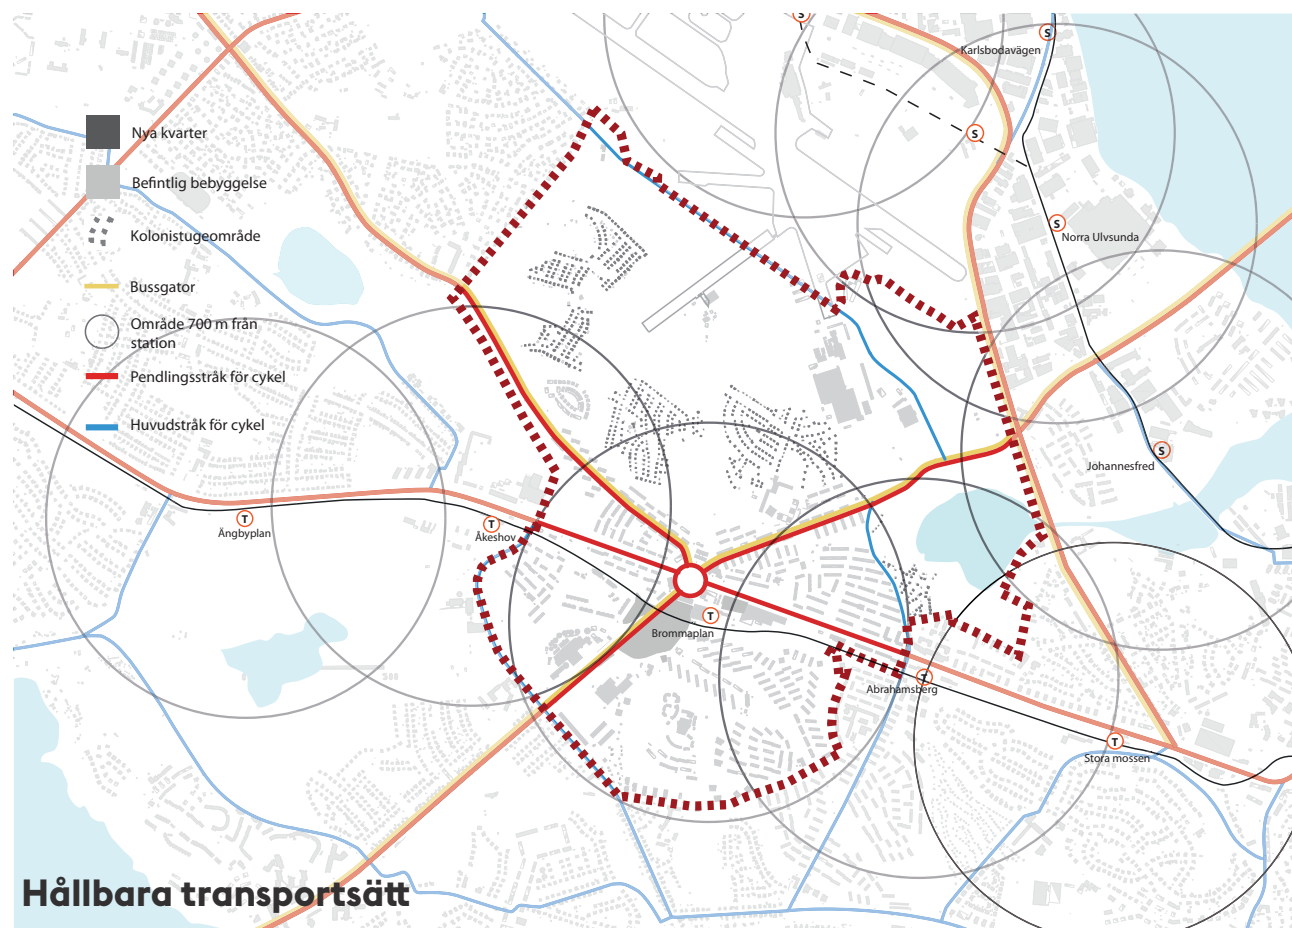 S
Karlsbodavägen
S
Nya kvarter
S
Befintlig bebyggelse
Kolonistugeområde
S
Norra Ulvsunda
Bussgator
Område 700 m från
station
Pendlingsstråk för cykel
Huvudstråk för cykel
S
Johannesfred
T
Ängbyplan
T
Åkeshov
T
Brommaplan
T
Abrahamsberg
T
Stora mossen
Hållbara transportsätt